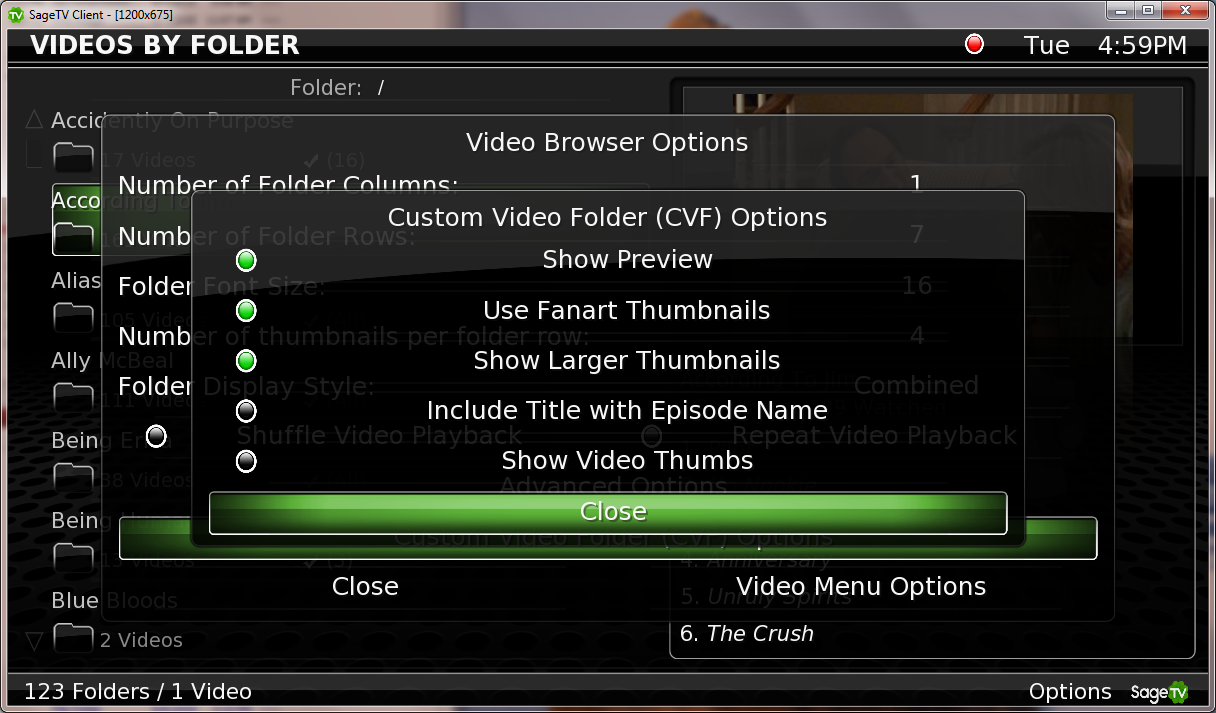 SageTV Client - [1200x675]
VIDEOS BY FOLDER
Tue 4:59PM
Folder: /
Accidently On Purpose
17 Videos (16)
Video Browser Options
Number of Folder Columns: 1
According To Jim
Custom Video Folder (CVF) Options
Number of Folder Rows: 7
Show Preview
Alias
Folder Font Size: 16
Use Fanart Thumbnails
105 Videos
Number of thumbnails per folder row: 4
Ally McBeal
Show Larger Thumbnails
Folder Display Style: Combined
111 Videos
Include Title with Episode Name
Being Erica
Shuffle Video Playback
Repeat Video Playback
Show Video Thumbs
38 Videos
Advanced Options
Close
Being
Custom Video Folder (CVF) Options
13 Videos
4. Anniversary
Close
Video Menu Options
Blue Bloods
5. Unruly Spirits
2 Videos
6. The Crush
123 Folders / 1 Video
Options
SageTV